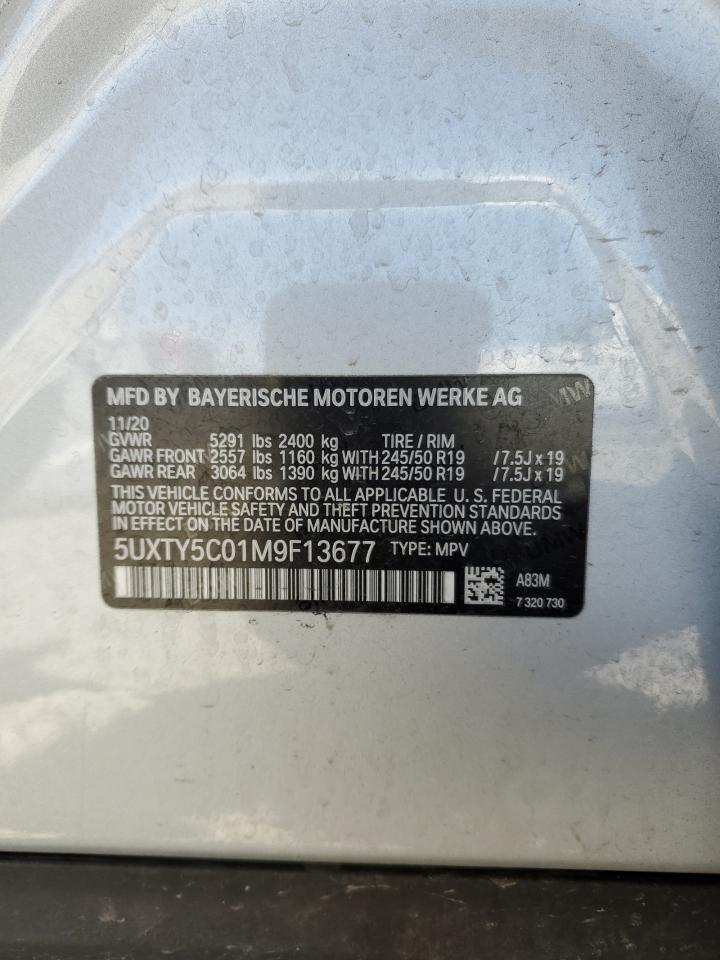 MFD BY BAYERISCHE MOTOREN WERKE AG
11/20
GVWR 5291 lbs 2400 kg TIRE / RIM
GAWR FRONT 2557 lbs 1160 kg WITH 245/50 R19 /7.5J x 19
GAWR REAR 3064 lbs 1390 kg WITH 245/50 R19 /7.5J x 19
THIS VEHICLE CONFORMS TO ALL APPLICABLE U. S. FEDERAL
MOTOR VEHICLE SAFETY AND THEFT PREVENTION STANDARDS
IN EFFECT ON THE DATE OF MANUFACTURE SHOWN ABOVE.
5UXTY5C01M9F13677 TYPE: MPV
A83M
7 320 730